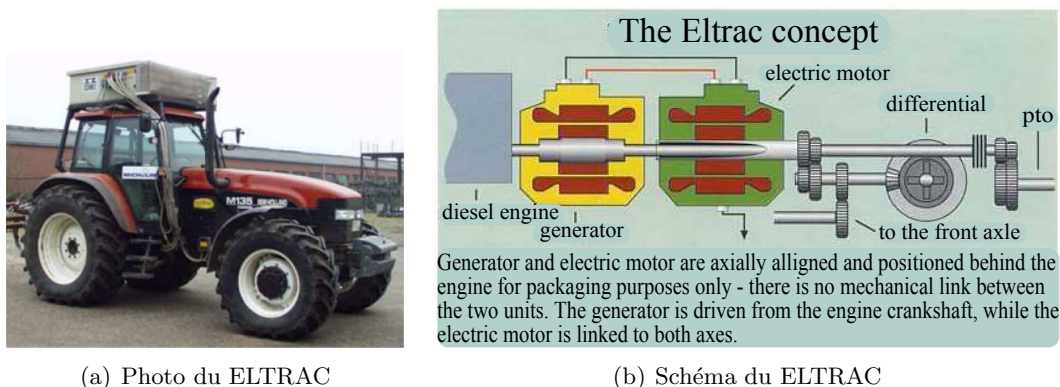 MICHELIN
M135
The Eltrac concept
electric motor
differential
pto
diesel engine
generator
to the front axle
Generator and electric motor are axially alligned and positioned behind the
engine for packaging purposes only - there is no mechanical link between
the two units. The generator is driven from the engine crankshaft, while the
electric motor is linked to both axes.
(a) Photo du ELTRAC
(b) Schéma du ELTRAC